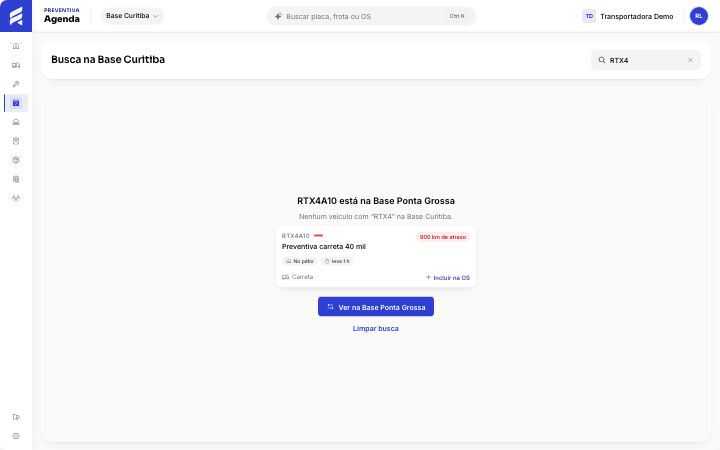 PREVENTIVA
Agenda
Base Curitiba
Buscar placa, frota ou OS
Ctrl K
TD
Transportadora Demo
RL
Busca na Base Curitiba
RTX4
RTX4A10 está na Base Ponta Grossa
Nenhum veículo com “RTX4” na Base Curitiba.
RTX4A10
900 km de atraso
Preventiva carreta 40 mil
No pátio
leva 1 h
Carreta
Incluir na OS
Ver na Base Ponta Grossa
Limpar busca